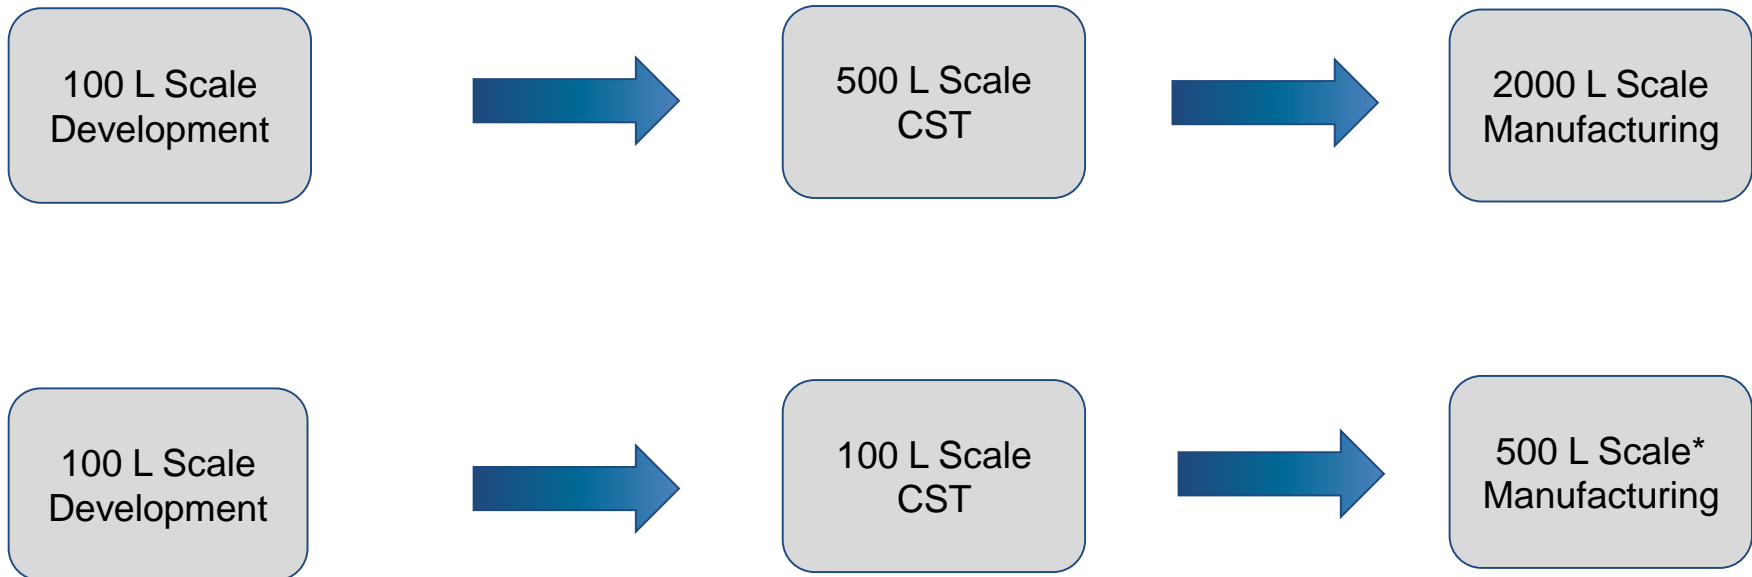 100 L Scale
Development
500 L Scale
CST
2000 L Scale
Manufacturing
100 L Scale
Development
100 L Scale
CST
500 L Scale*
Manufacturing